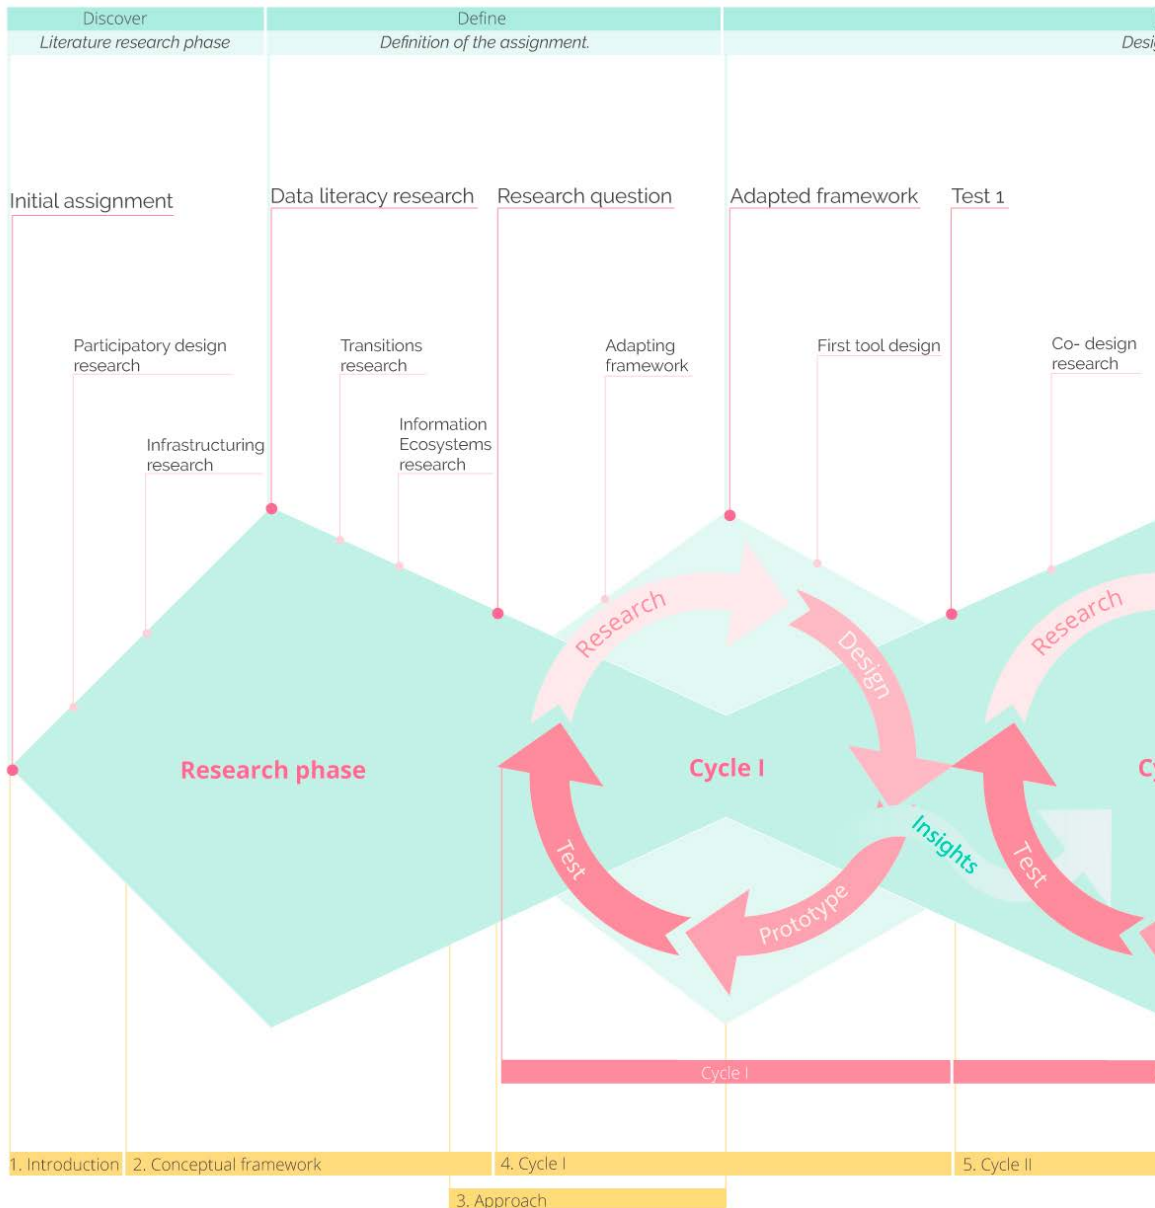 Discover
Define
Literature research phase
Definition of the assignment.
Initial assignment
Data literacy research
Research question
Adapted framework
Test 1
Participatory design
research
Transitions
research
Adapting
framework
First tool design
Co- design
research
Infrastructuring
research
Information
Ecosystems
research
Research
Design
Research
Research phase
Cycle I
Insights
Test
Prototype
Test
Cycle I
1. Introduction
2. Conceptual framework
4. Cycle I
5. Cycle II
3. Approach